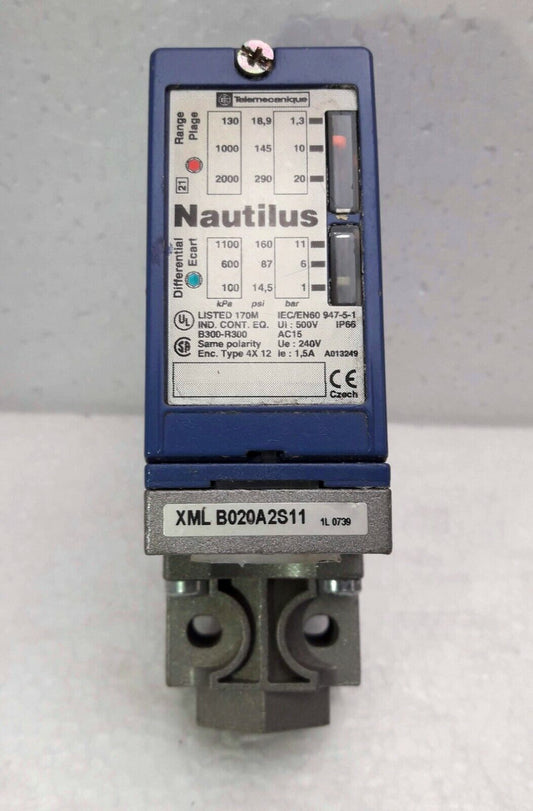 Telemecanique
Range
Plage
130 18,9 1,3
1000 145 10
21 2000 290 20
Nautilus
Differential
Ecart
1100 160 11
600 87 6
100 14,5 1
kPa psi bar
UL LISTED 170M IEC/EN60 947-5-1
IND. CONT. EQ. Ui : 500V IP66
B300-R300 AC15
SA Same polarity Ue : 240V
Enc. Type 4X 12 Ie : 1,5A A013249
CE
Czech
XML B020A2S11 1L 0739